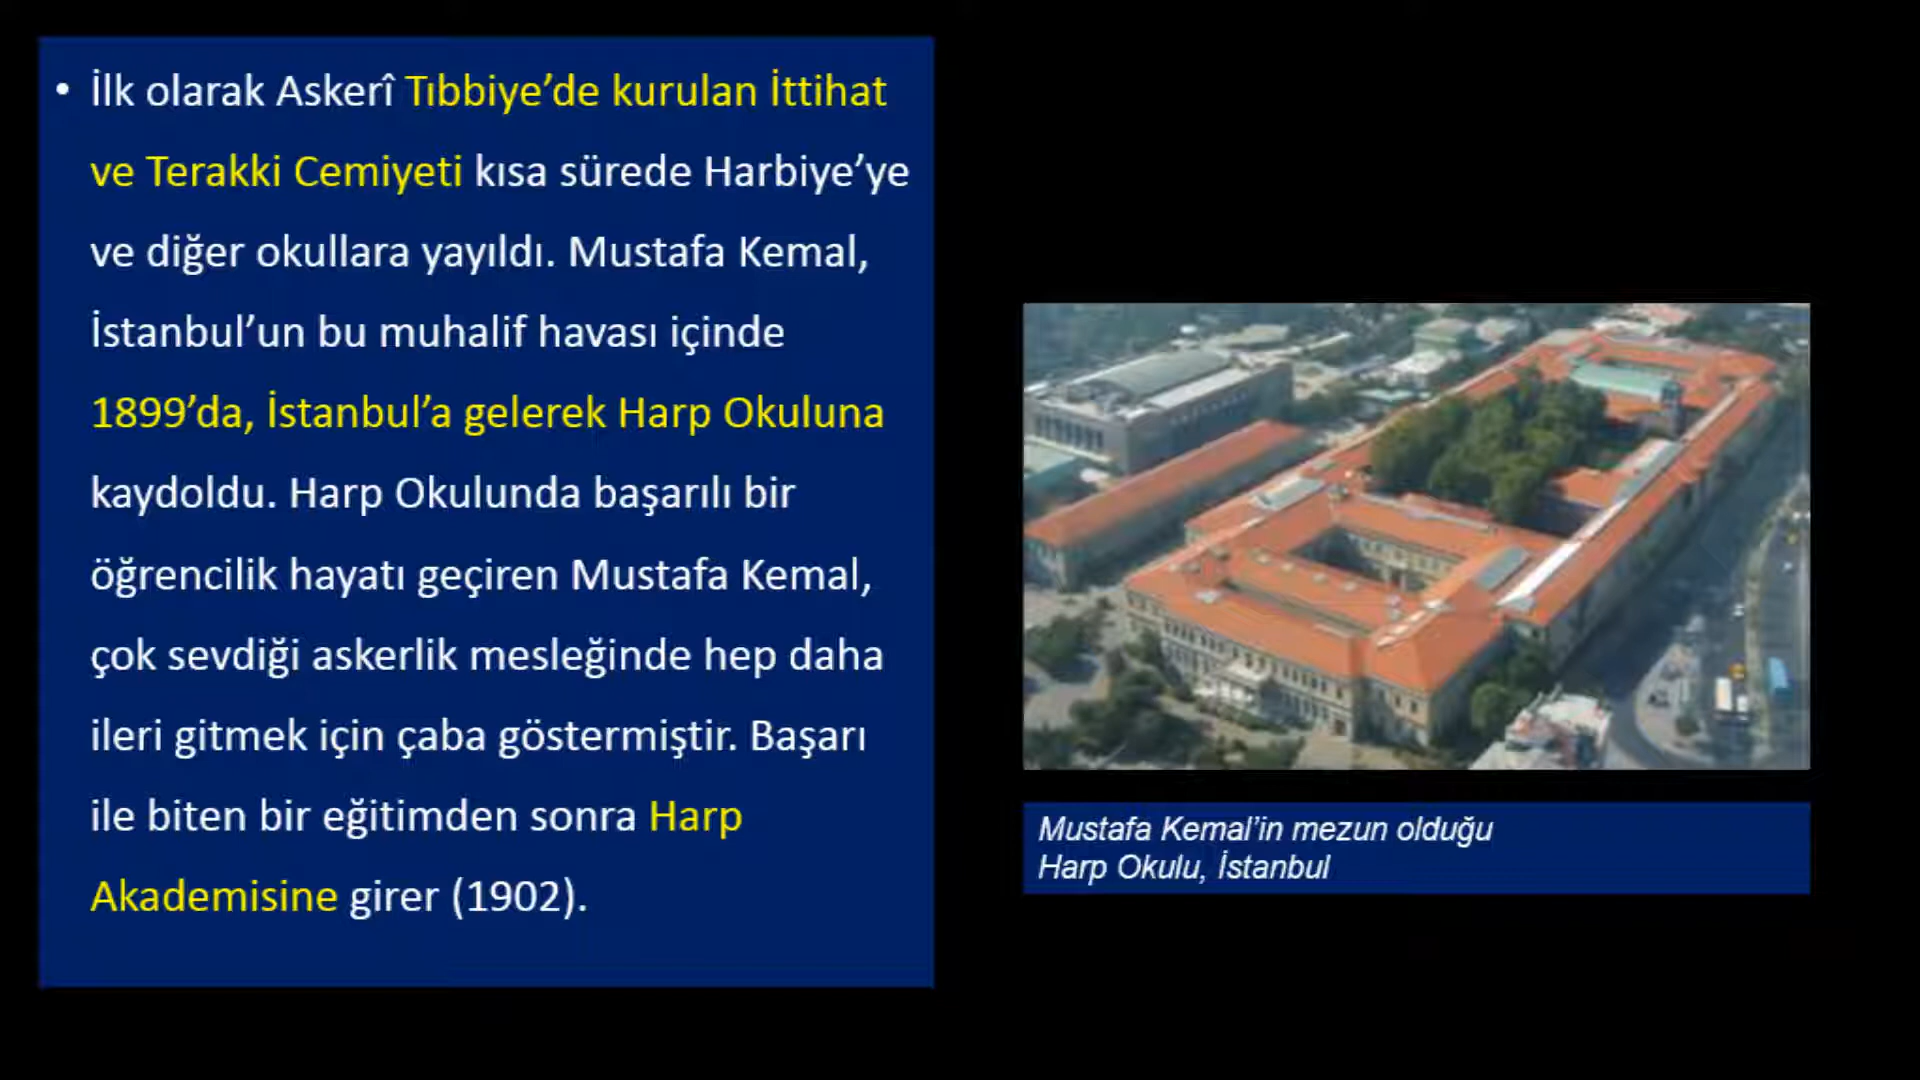 • İlk olarak Askerî Tıbbiye’de kurulan İttihat
ve Terakki Cemiyeti kısa sürede Harbiye’ye
ve diğer okullara yayıldı. Mustafa Kemal,
İstanbul’un bu muhalif havası içinde
1899’da, İstanbul’a gelerek Harp Okuluna
kaydoldu. Harp Okulunda başarılı bir
öğrencilik hayatı geçiren Mustafa Kemal,
çok sevdiği askerlik mesleğinde hep daha
ileri gitmek için çaba göstermiştir. Başarı
ile biten bir eğitimden sonra Harp
Akademisine girer (1902).
Mustafa Kemal’in mezun olduğu
Harp Okulu, İstanbul